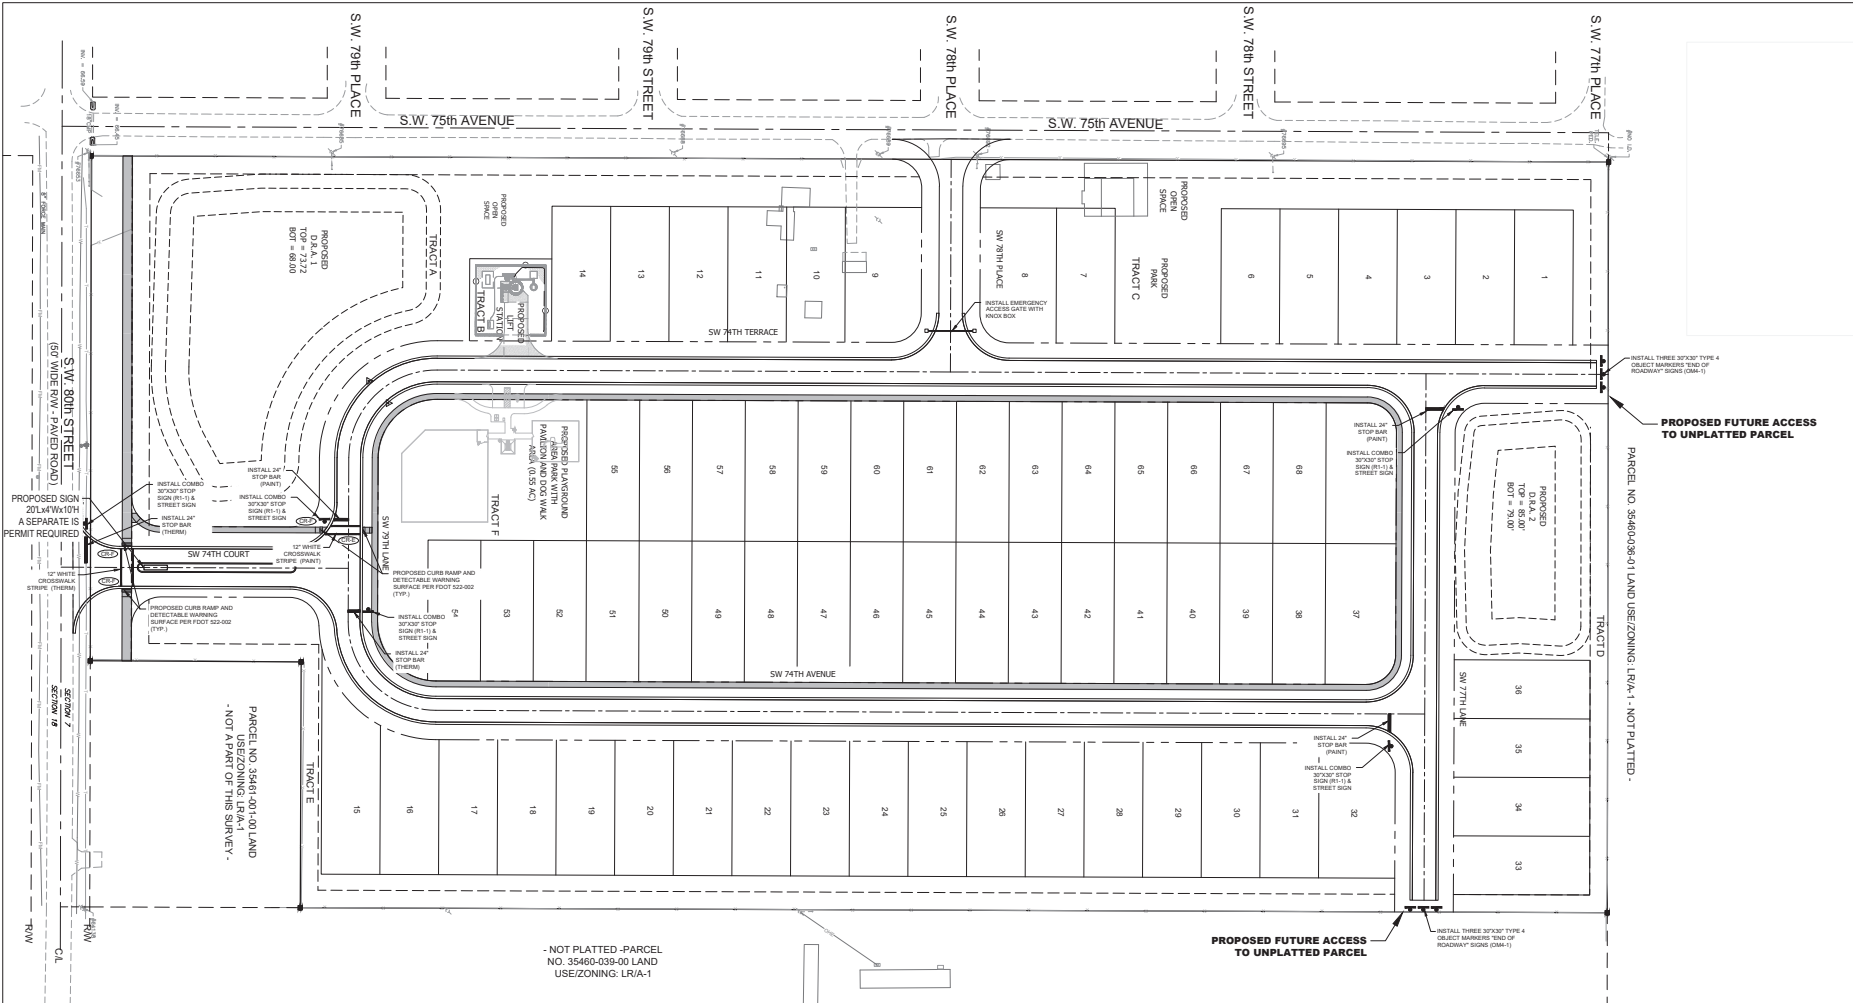 S.W. 79th PLACE
S.W. 79th STREET
S.W. 78th PLACE
S.W. 78th STREET
S.W. 77th PLACE
S.W. 75th AVENUE
S.W. 75th AVENUE
PROPOSED
D.R.A. 1
TOP = 73.72
BOT = 68.00
TRACT A
PROPOSED
OPEN
SPACE
TRACT B
PROPOSED
LIFT
STATION
14
13
12
11
10
9
SW 78TH PLACE
8
7
TRACT C
PROPOSED
PARK
PROPOSED
OPEN
SPACE
6
5
4
3
2
1
INSTALL EMERGENCY
ACCESS GATE WITH
KNOX BOX
SW 74TH TERRACE
INSTALL THREE 30"X30" TYPE 4
OBJECT MARKERS "END OF
ROADWAY" SIGNS (OM4-1)
PROPOSED FUTURE ACCESS
TO UNPLATTED PARCEL
8" FORCE MAIN
S.W. 80th STREET
(50' WIDE R/W - PAVED ROAD)
PROPOSED SIGN
20'Lx4'Wx10'H
A SEPARATE IS
PERMIT REQUIRED
INSTALL COMBO
30"X30" STOP
SIGN (R1-1) &
STREET SIGN
INSTALL 24"
STOP BAR
(THERM)
INSTALL 24"
STOP BAR
(PAINT)
INSTALL COMBO
30"X30" STOP
SIGN (R1-1) &
STREET SIGN
CR-F
CR-E
CR-F
CR-F
SW 74TH COURT
12" WHITE
CROSSWALK
STRIPE (PAINT)
12" WHITE
CROSSWALK
STRIPE (THERM)
PROPOSED CURB RAMP AND
DETECTABLE WARNING
SURFACE PER FDOT 522-002
(TYP.)
SW 79TH LANE
PROPOSED CURB RAMP AND
DETECTABLE WARNING
SURFACE PER FDOT 522-002
(TYP.)
INSTALL COMBO
30"X30" STOP
SIGN (R1-1) &
STREET SIGN
INSTALL 24"
STOP BAR
(THERM)
TRACT F
PROPOSED PLAYGROUND
AREA PARK WITH
PAVILION AND DOG WALK
AREA (0.55 AC)
55
56
57
58
59
60
61
62
63
64
65
66
67
68
54
53
52
51
50
49
48
47
46
45
44
43
42
41
40
39
38
37
SW 74TH AVENUE
INSTALL 24"
STOP BAR
(PAINT)
INSTALL COMBO
30"X30" STOP
SIGN (R1-1) &
STREET SIGN
PROPOSED
D.R.A. 2
TOP = 85.00'
BOT = 79.00'
TRACT D
PARCEL NO. 35460-036-01 LAND USE/ZONING: LR/A-1 - NOT PLATTED -
SW 77TH LANE
36
35
34
33
INSTALL 24"
STOP BAR
(PAINT)
INSTALL COMBO
30"X30" STOP
SIGN (R1-1) &
STREET SIGN
SECTION 7
SECTION 18
PARCEL NO. 35461-001-00 LAND
USE/ZONING: LR/A-1
- NOT A PART OF THIS SURVEY -
TRACT E
15
16
17
18
19
20
21
22
23
24
25
26
27
28
29
30
31
32
R/W
C/L
R/W
- NOT PLATTED -PARCEL
NO. 35460-039-00 LAND
USE/ZONING: LR/A-1
PROPOSED FUTURE ACCESS
TO UNPLATTED PARCEL
INSTALL THREE 30"X30" TYPE 4
OBJECT MARKERS "END OF
ROADWAY" SIGNS (OM4-1)